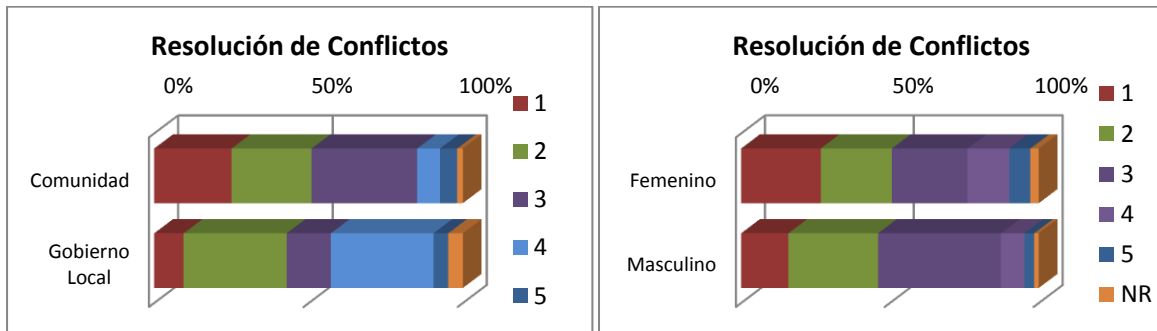 Resolución de Conflictos
0% 50% 100%
Comunidad
Gobierno
Local
1
2
3
4
5
Resolución de Conflictos
0% 50% 100%
Femenino
Masculino
1
2
3
4
5
NR